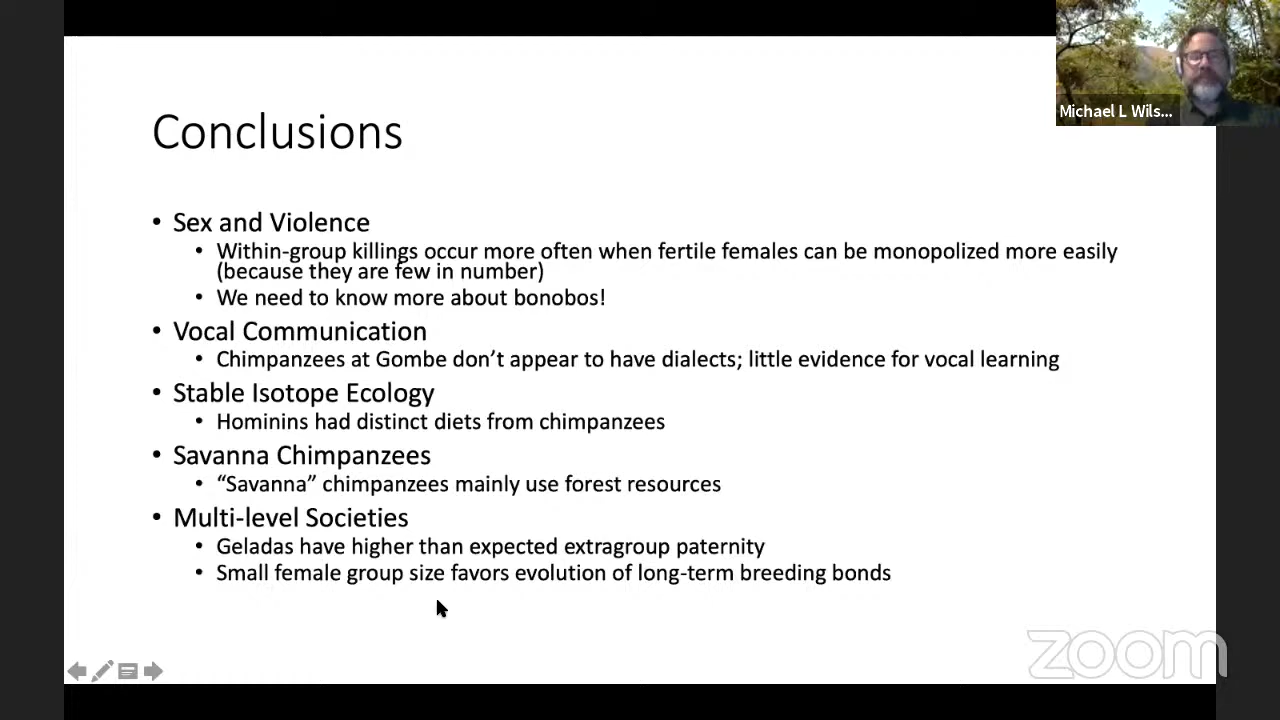 Michael L Wils...
Conclusions
• Sex and Violence
• Within-group killings occur more often when fertile females can be monopolized more easily
(because they are few in number)
• We need to know more about bonobos!
• Vocal Communication
• Chimpanzees at Gombe don’t appear to have dialects; little evidence for vocal learning
• Stable Isotope Ecology
• Hominins had distinct diets from chimpanzees
• Savanna Chimpanzees
• “Savanna” chimpanzees mainly use forest resources
• Multi-level Societies
• Geladas have higher than expected extragroup paternity
• Small female group size favors evolution of long-term breeding bonds
zoom